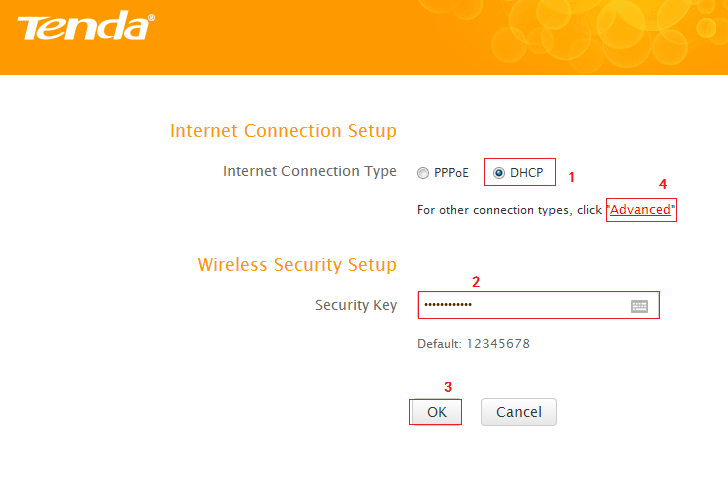 Tenda®
Internet Connection Setup
Internet Connection Type PPPoE DHCP 1
4
For other connection types, click "Advanced"
Wireless Security Setup
2
Security Key ••••••••••••
Default: 12345678
3
OK Cancel